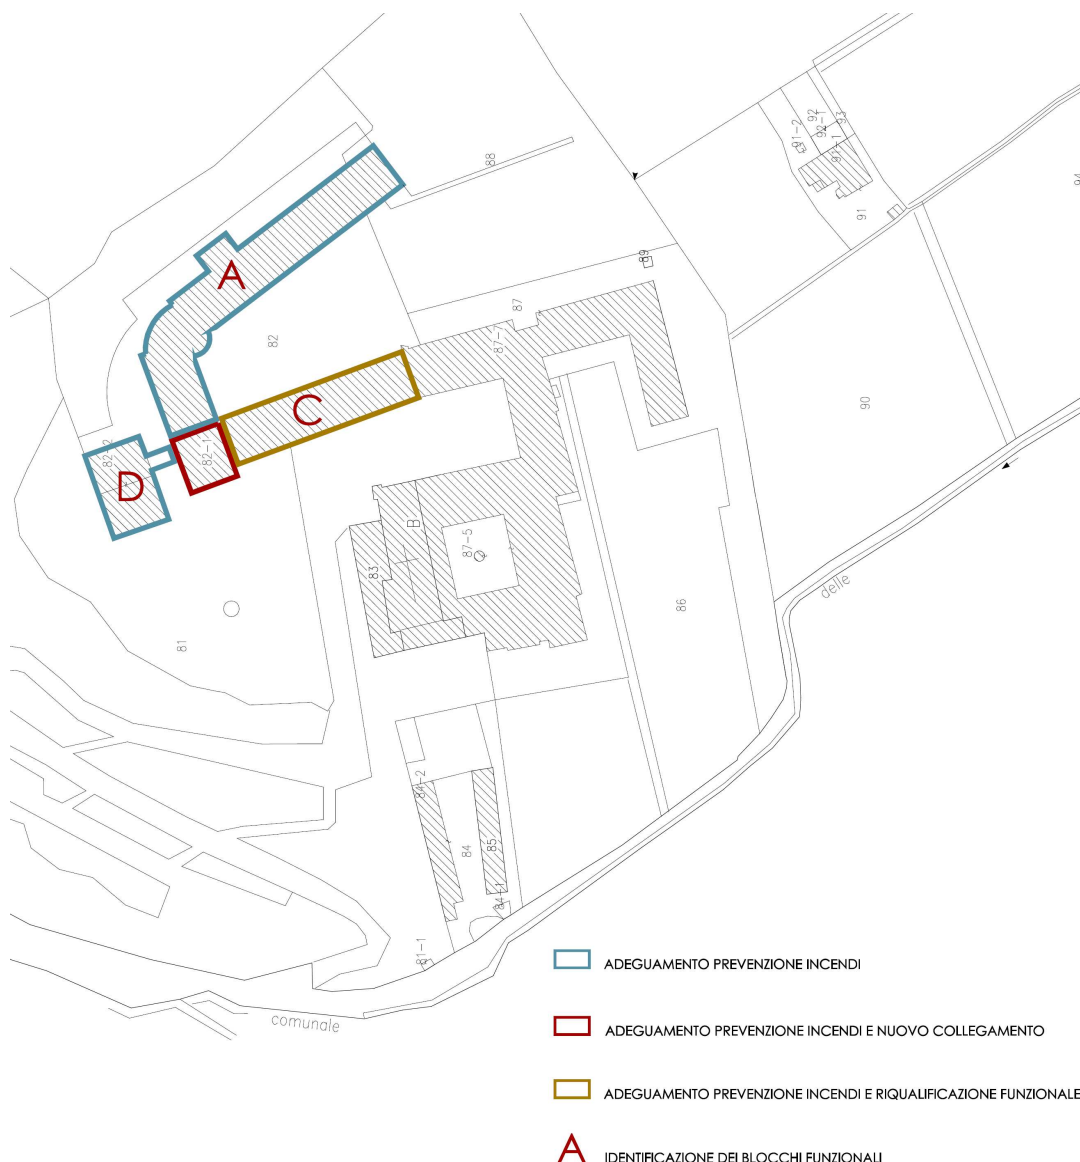 88
92
92-1
93
91-2
91-1
91
94
A
89
87
87-7
82
C
90
82-1
82-2
D
B
87-5
83
86
delle
81
84-2
84
85
84-1
81-1
comunale
ADEGUAMENTO PREVENZIONE INCENDI
ADEGUAMENTO PREVENZIONE INCENDI E NUOVO COLLEGAMENTO
ADEGUAMENTO PREVENZIONE INCENDI E RIQUALIFICAZIONE FUNZIONALE
A IDENTIFICAZIONE DEI BLOCCHI FUNZIONALI